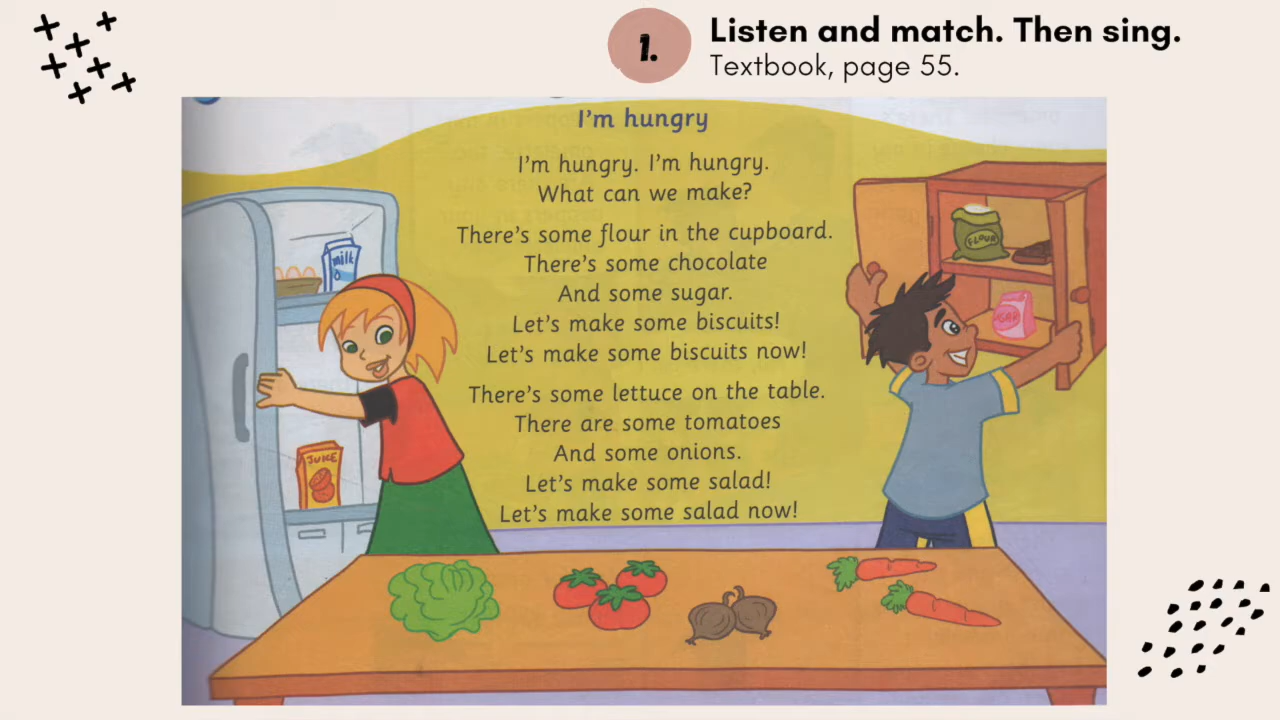 1.
Listen and match. Then sing.
Textbook, page 55.
I'm hungry
I'm hungry. I'm hungry.
What can we make?
There's some flour in the cupboard.
There's some chocolate
And some sugar.
Let's make some biscuits!
Let's make some biscuits now!
There's some lettuce on the table.
There are some tomatoes
And some onions.
Let's make some salad!
Let's make some salad now!
milk
JUICE
FLOUR